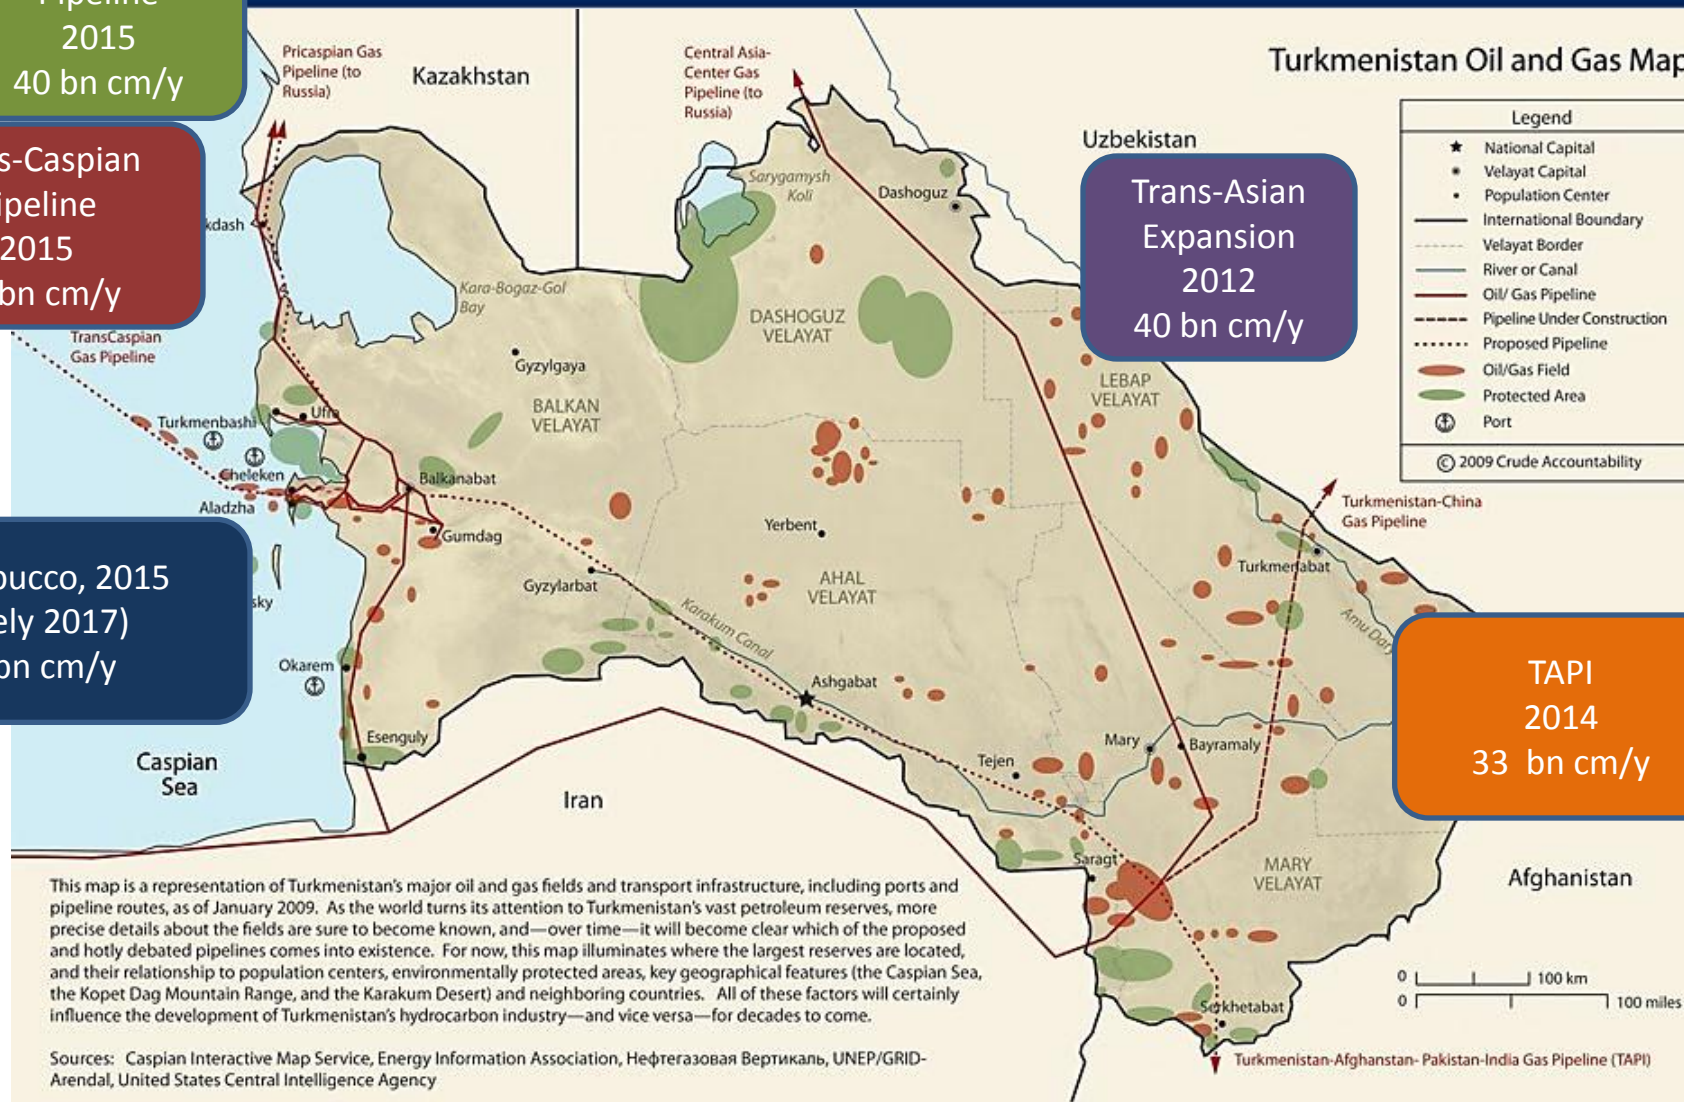 Pipeline
2015
40 bn cm/y
s-Caspian
ipeline
2015
bn cm/y
bucco, 2015
ely 2017)
bn cm/y
Trans-Asian
Expansion
2012
40 bn cm/y
TAPI
2014
33 bn cm/y
Turkmenistan Oil and Gas Map
Legend
National Capital
Velayat Capital
Population Center
International Boundary
Velayat Border
River or Canal
Oil/ Gas Pipeline
Pipeline Under Construction
Proposed Pipeline
Oil/Gas Field
Protected Area
Port
© 2009 Crude Accountability
Pricaspian Gas
Pipeline (to
Russia)
Kazakhstan
Central Asia-
Center Gas
Pipeline (to
Russia)
Uzbekistan
Sarygamysh
Koli
Dashoguz
kdash
Kara-Bogaz-Gol
Bay
TransCaspian
Gas Pipeline
DASHOGUZ
VELAYAT
Gyzylgaya
LEBAP
VELAYAT
BALKAN
VELAYAT
Ufra
Turkmenbashi
Cheleken
Balkanabat
Aladzha
Turkmenistan-China
Gas Pipeline
Gumdag
Yerbent
Turkmenabat
Gyzylarbat
AHAL
VELAYAT
sky
Karakum Canal
Amu Dary
Okarem
Ashgabat
Esenguly
Mary
Bayramaly
Caspian
Sea
Tejen
Iran
Saragt
MARY
VELAYAT
Afghanistan
This map is a representation of Turkmenistan's major oil and gas fields and transport infrastructure, including ports and
pipeline routes, as of January 2009. As the world turns its attention to Turkmenistan's vast petroleum reserves, more
precise details about the fields are sure to become known, and—over time—it will become clear which of the proposed
and hotly debated pipelines comes into existence. For now, this map illuminates where the largest reserves are located,
and their relationship to population centers, environmentally protected areas, key geographical features (the Caspian Sea,
the Kopet Dag Mountain Range, and the Karakum Desert) and neighboring countries. All of these factors will certainly
influence the development of Turkmenistan's hydrocarbon industry—and vice versa—for decades to come.
0 100 km
0 100 miles
Serkhetabat
Sources: Caspian Interactive Map Service, Energy Information Association, Нефтегазовая Вертикаль, UNEP/GRID-
Arendal, United States Central Intelligence Agency
Turkmenistan-Afghanstan- Pakistan-India Gas Pipeline (TAPI)